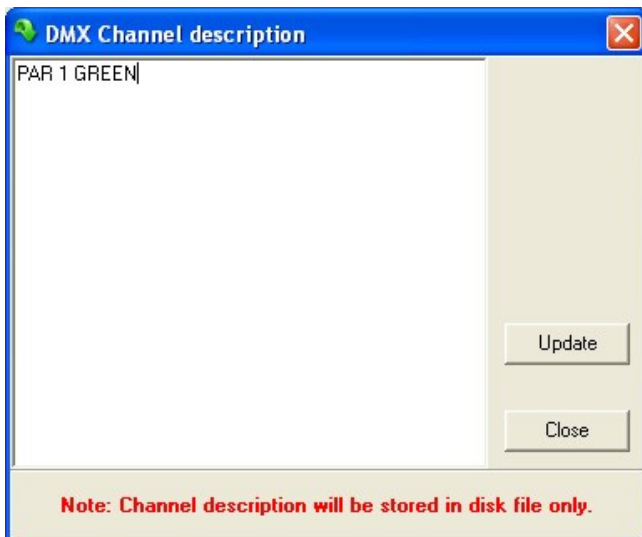 DMX Channel description
PAR 1 GREEN
Update
Close
Note: Channel description will be stored in disk file only.